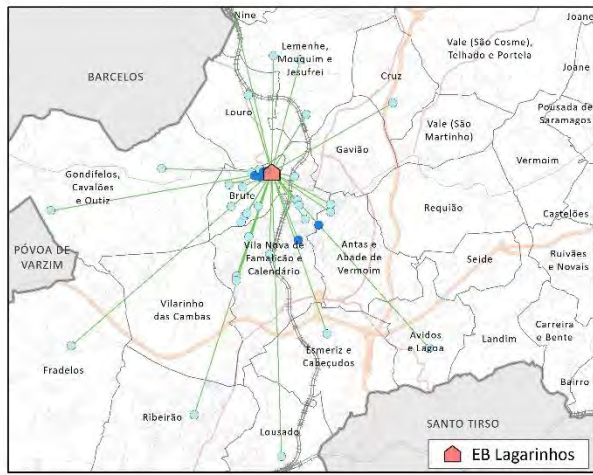 Nine
Lemenhe,
Mouquim e
Jesufrei
Vale (São Cosme),
Telhado e Portela
Joane
BARCELOS
Cruz
Joane
Louro
Vale (São
Martinho)
Pousada de
Saramagos
Gavião
Vermoim
Gondifelos,
Cavalões
e Outiz
Brufe
Requião
Castelões
PÓVOA DE
VARZIM
Vila Nova de
Famalicão e
Calendário
Antas e
Abade de
Vermoim
Seide
Ruivães
e Novais
Vilarinho
das Cambas
Avidos
e Lagoa
Landim
Carreira
e Bente
Esmeriz e
Cabeçudos
Fradelos
Bairro
Ribeirão
SANTO TIRSO
Lousado
EB Lagarinhos